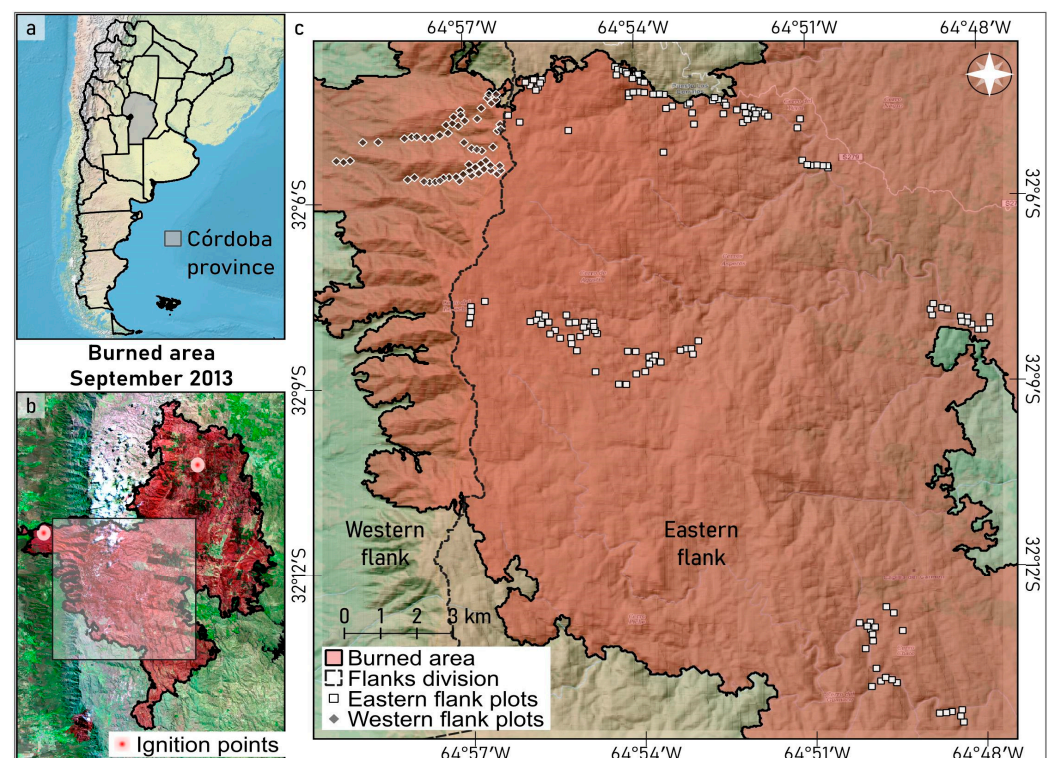 a
Córdoba
province
Burned area
September 2013
b
Ignition points
c
64°57′W
64°54′W
64°51′W
64°48′W
32°6′S
32°9′S
32°12′S
32°6′S
32°9′S
32°12′S
Western
flank
Eastern
flank
0 1 2 3 km
Burned area
Flanks division
Eastern flank plots
Western flank plots
64°57′W
64°54′W
64°51′W
64°48′W